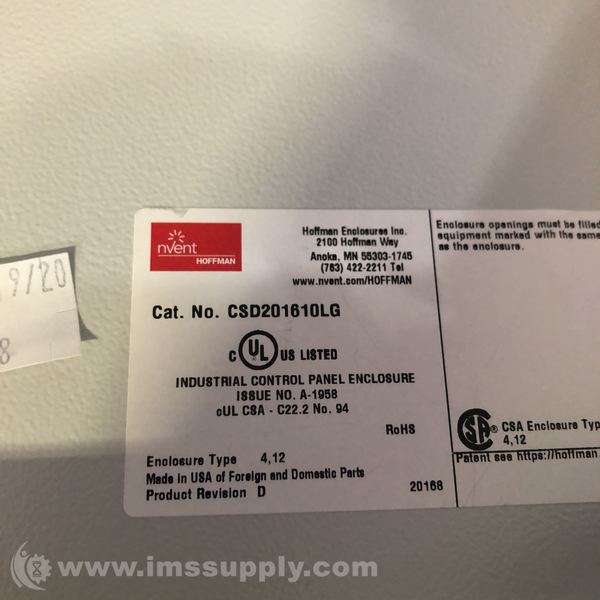 nvent
HOFFMAN
Hoffman Enclosures Inc.
2100 Hoffman Way
Anoka, MN 55303-1745
(763) 422-2211 Tel
www.nvent.com/HOFFMAN
Cat. No. CSD201610LG
C UL US LISTED
INDUSTRIAL CONTROL PANEL ENCLOSURE
ISSUE NO. A-1958
cUL CSA - C22.2 No. 94
RoHS
Enclosure Type 4,12
Made in USA of Foreign and Domestic Parts
Product Revision D
20168
Enclosure openings must be filled
equipment marked with the same
as the enclosure.
SA® CSA Enclosure Typ
4,12
Patent see https://hoffman.
9/20
8
www.imssupply.com